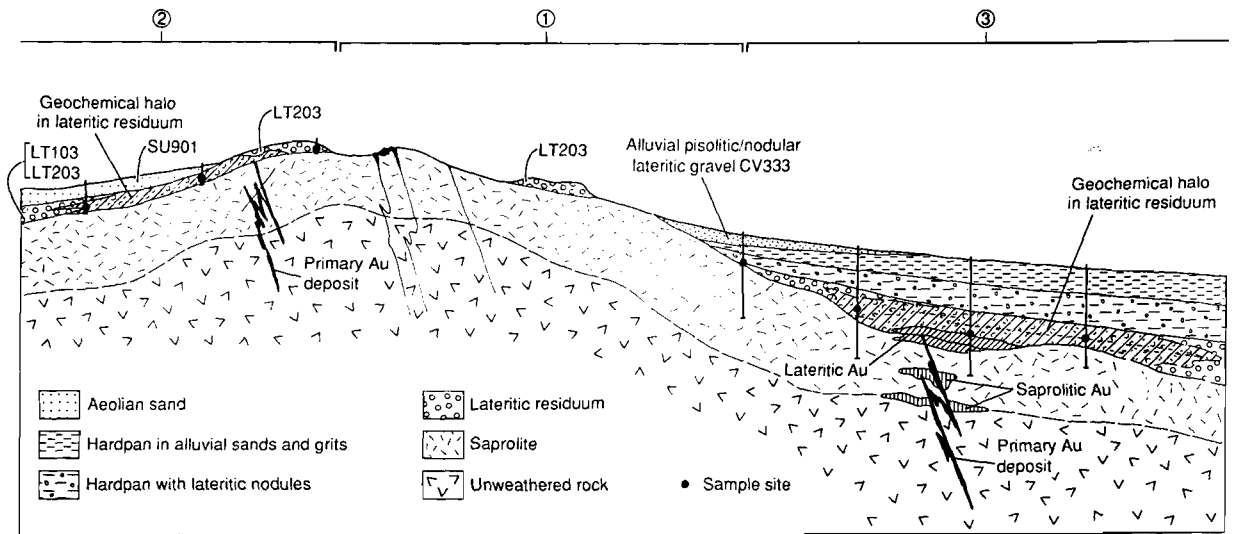 ② ① ③
Geochemical halo
in lateritic residuum
LT203
SU901
LT103
LT203
LT203
Alluvial pisolitic/nodular
lateritic gravel CV333
Geochemical halo
in lateritic residuum
Primary Au
deposit
Lateritic Au
Saprolitic Au
Primary Au
deposit
Aeolian sand
Hardpan in alluvial sands and grits
Hardpan with lateritic nodules
Lateritic residuum
Saprolite
Unweathered rock
Sample site